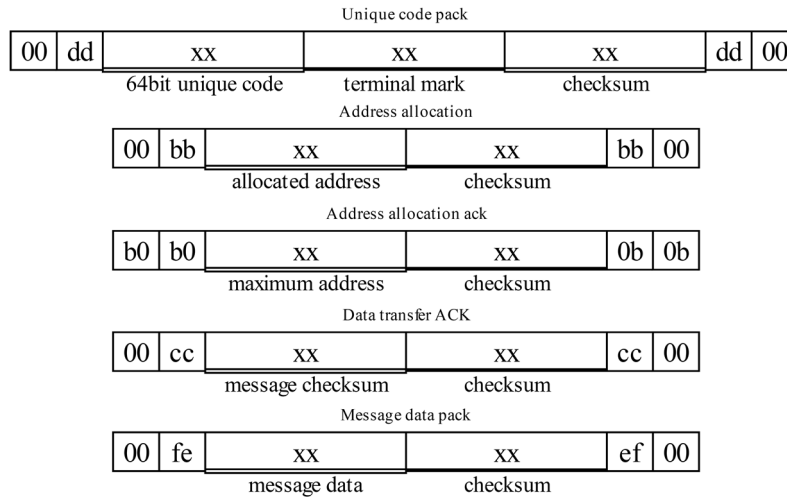 Unique code pack
00 dd xx xx xx dd 00
64bit unique code terminal mark checksum
Address allocation
00 bb xx xx bb 00
allocated address checksum
Address allocation ack
b0 b0 xx xx 0b 0b
maximum address checksum
Data transfer ACK
00 cc xx xx cc 00
message checksum checksum
Message data pack
00 fe xx xx ef 00
message data checksum